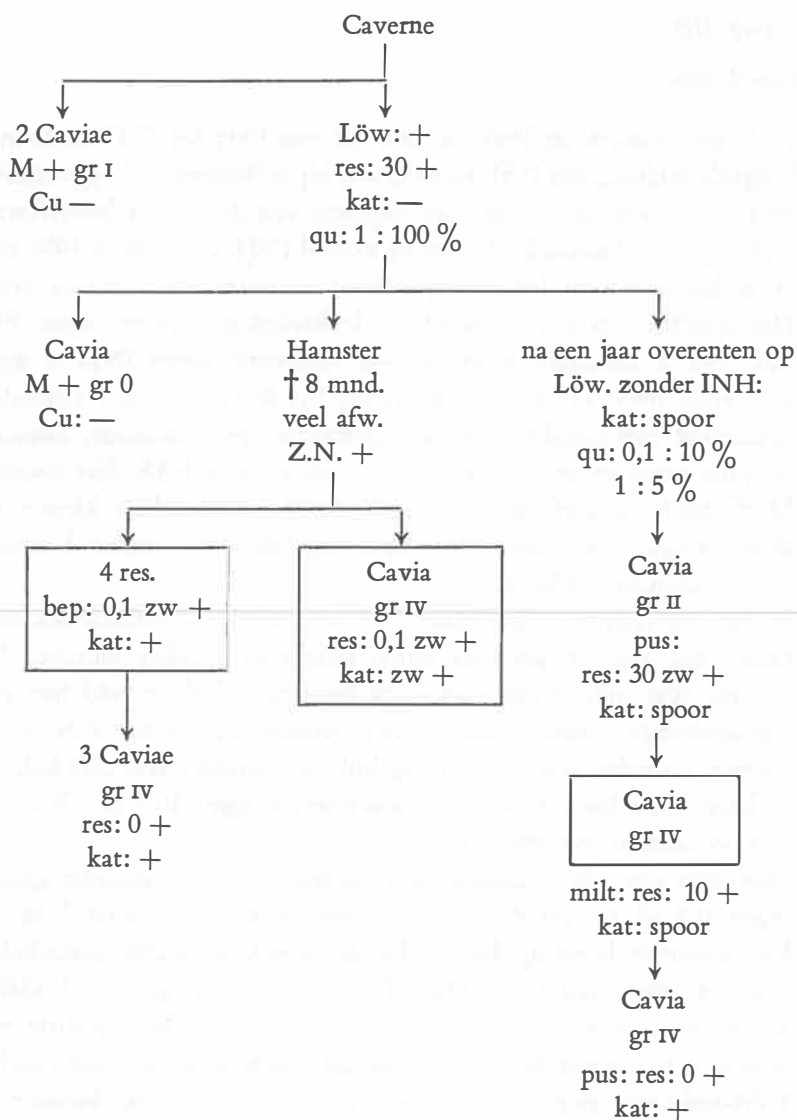 Caverne
2 Caviae
M + gr I
Cu —
Löw: +
res: 30 +
kat: —
qu: 1 : 100 %
Cavia
M + gr 0
Cu: —
Hamster
† 8 mnd.
veel afw.
Z.N. +
na een jaar overenten op
Löw. zonder INH:
kat: spoor
qu: 0,1 : 10 %
1 : 5 %
4 res.
bep: 0,1 zw +
kat: +
Cavia
gr IV
res: 0,1 zw +
kat: zw +
Cavia
gr II
pus:
res: 30 zw +
kat: spoor
3 Caviae
gr IV
res: 0 +
kat: +
Cavia
gr IV
milt: res: 10 +
kat: spoor
Cavia
gr IV
pus: res: 0 +
kat: +